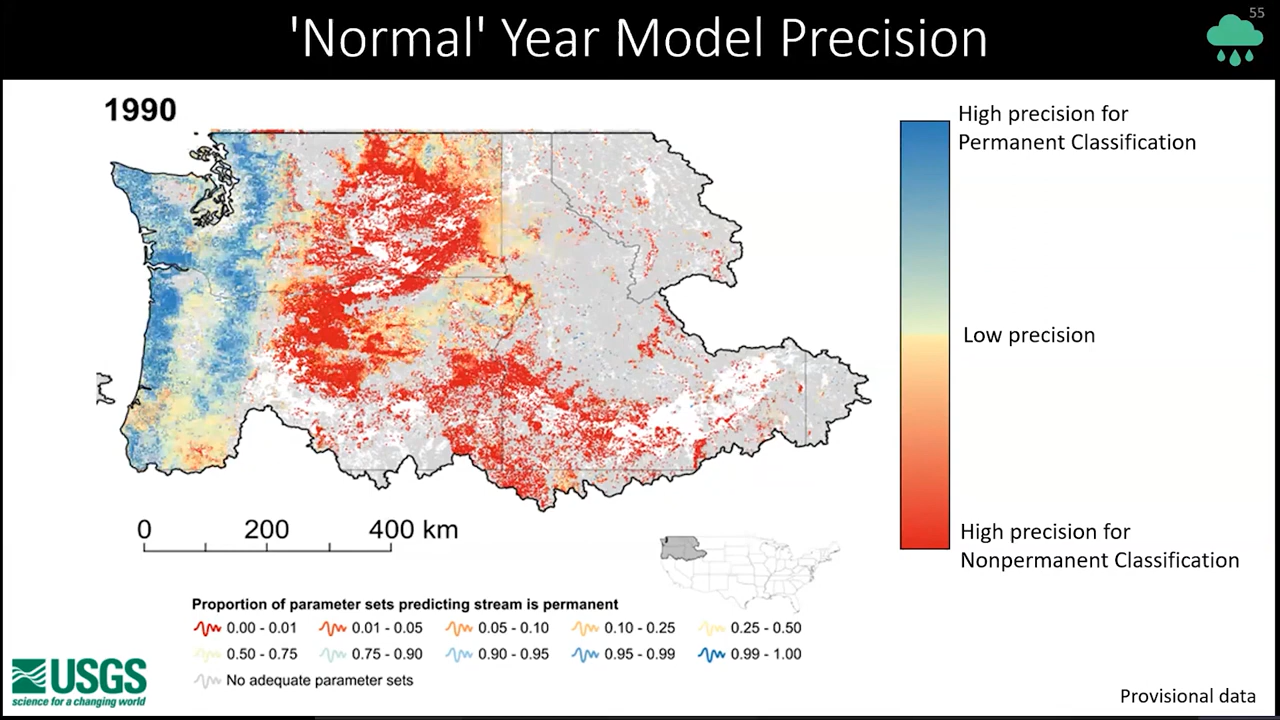 55
'Normal' Year Model Precision
1990
High precision for
Permanent Classification
Low precision
High precision for
Nonpermanent Classification
0 200 400 km
Proportion of parameter sets predicting stream is permanent
0.00 - 0.01 0.01 - 0.05 0.05 - 0.10 0.10 - 0.25 0.25 - 0.50
0.50 - 0.75 0.75 - 0.90 0.90 - 0.95 0.95 - 0.99 0.99 - 1.00
No adequate parameter sets
USGS
science for a changing world
Provisional data